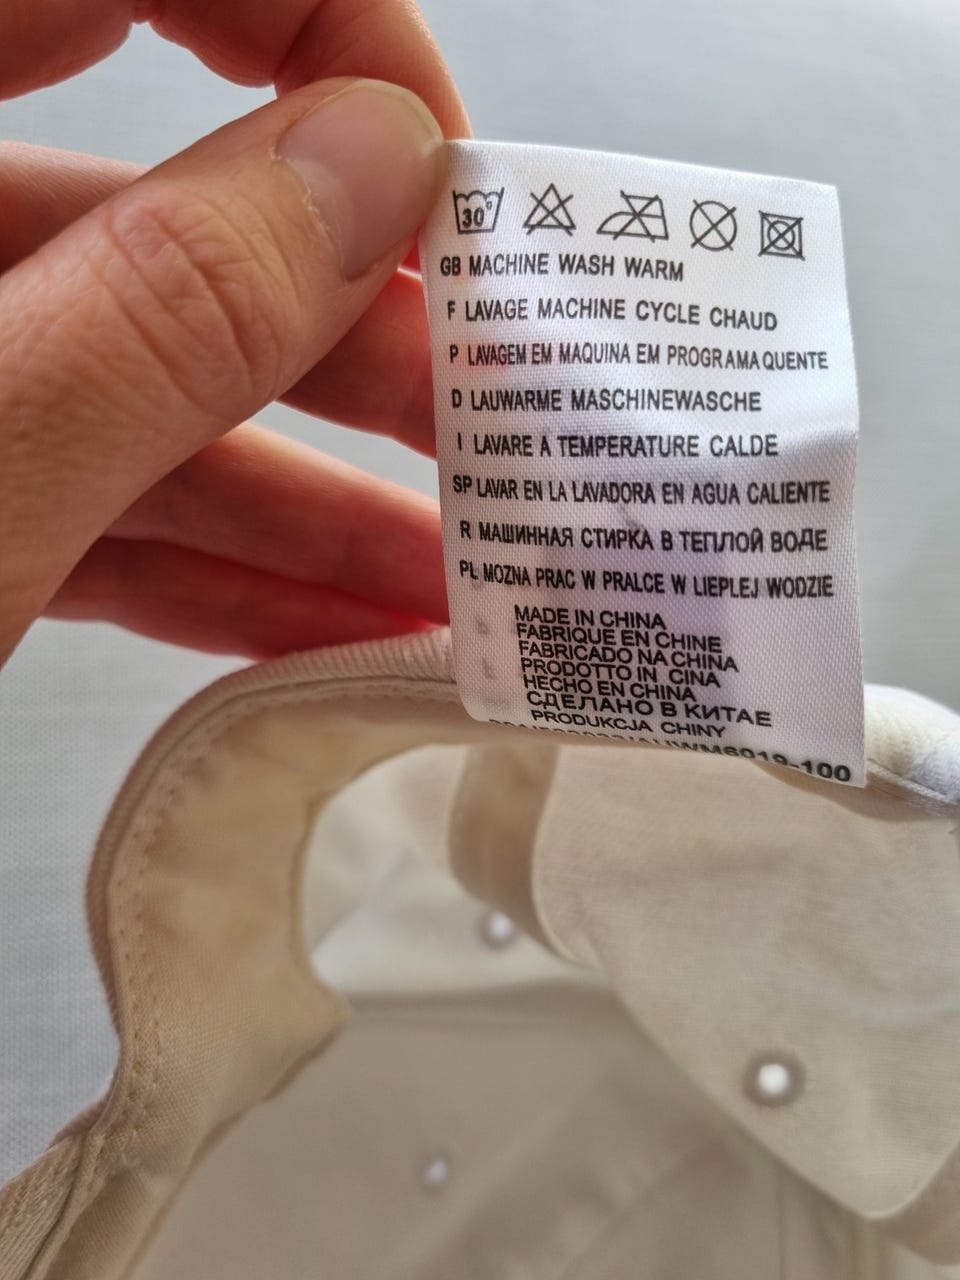 30°
GB MACHINE WASH WARM
F LAVAGE MACHINE CYCLE CHAUD
P LAVAGEM EM MAQUINA EM PROGRAMA QUENTE
D LAUWARME MASCHINEWASCHE
I LAVARE A TEMPERATURE CALDE
SP LAVAR EN LA LAVADORA EN AGUA CALIENTE
R МАШИННАЯ СТИРКА В ТЕПЛОЙ ВОДЕ
PL MOZNA PRAC W PRALCE W LIEPLEJ WODZIE
MADE IN CHINA
FABRIQUE EN CHINE
FABRICADO NA CHINA
PRODOTTO IN CINA
HECHO EN CHINA
СДЕЛАНО В КИТАЕ
PRODUKCJA CHINY